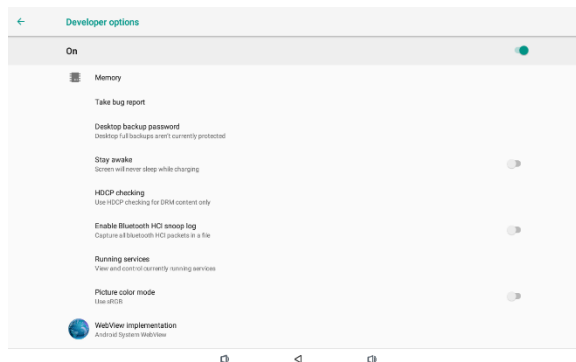 Developer options
On
Memory
Take bug report
Desktop backup password
Desktop full backups aren't currently protected
Stay awake
Screen will never sleep while charging
HDCP checking
Use HDCP checking for DRM content only
Enable Bluetooth HCI snoop log
Capture all bluetooth HCI packets in a file
Running services
View and control currently running services
Picture color mode
Use sRGB
WebView implementation
Android System WebView